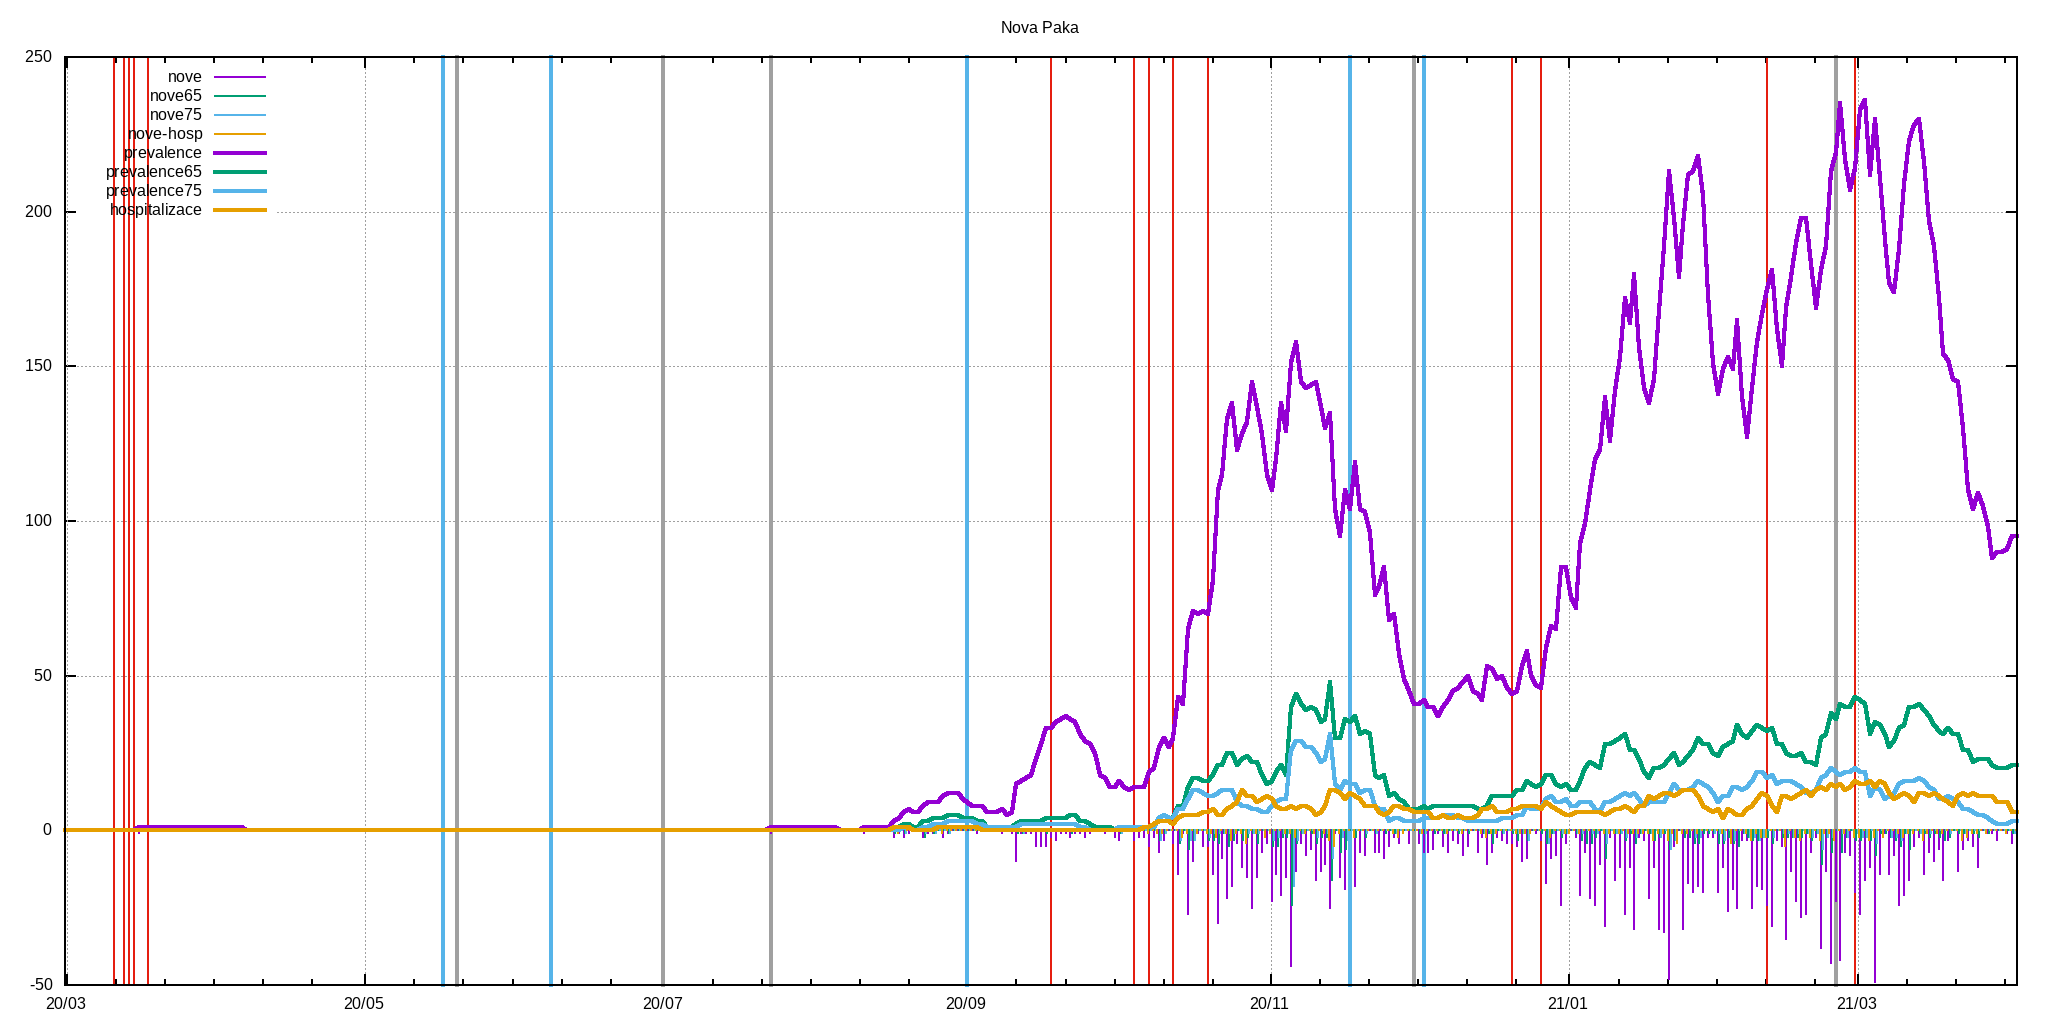 Nova Paka
250
nove
nove65
nove75
nove-hosp
prevalence
prevalence65
prevalence75
hospitalizace
200
150
100
50
0
-50
20/03 20/05 20/07 20/09 20/11 21/01 21/03